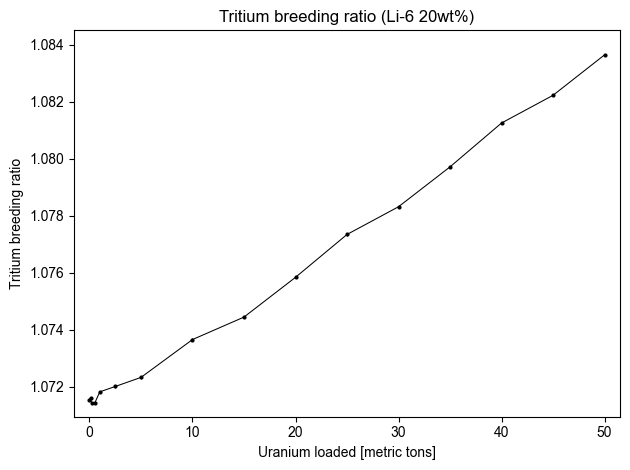 Tritium breeding ratio (Li-6 20wt%)
1.084
1.082
1.080
1.078
1.076
1.074
1.072
Tritium breeding ratio
0 10 20 30 40 50
Uranium loaded [metric tons]